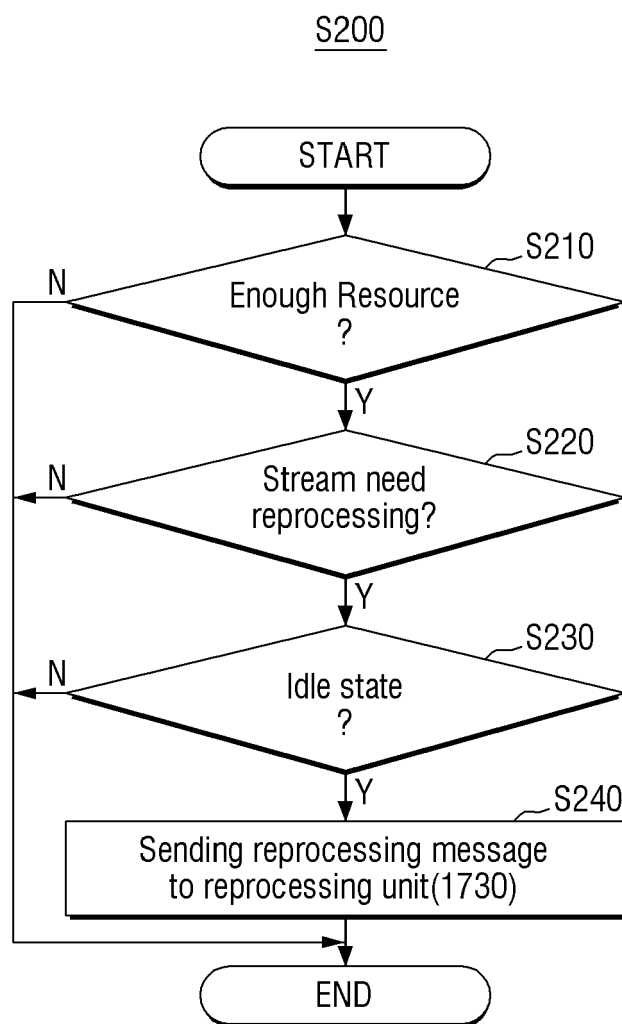 S200
START
S210
N
Enough Resource
?
Y
S220
N
Stream need
reprocessing?
Y
S230
N
Idle state
?
Y
S240
Sending reprocessing message
to reprocessing unit(1730)
END